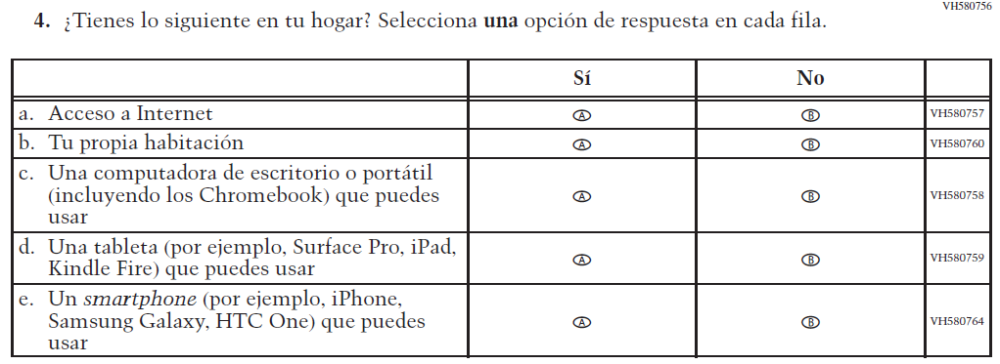 VH580756
4. ¿Tienes lo siguiente en tu hogar? Selecciona una opción de respuesta en cada fila.
Sí No
a. Acceso a Internet A B VH580757
b. Tu propia habitación A B VH580760
c. Una computadora de escritorio o portátil
(incluyendo los Chromebook) que puedes A B VH580758
usar
d. Una tableta (por ejemplo, Surface Pro, iPad,
Kindle Fire) que puedes usar A B VH580759
e. Un smartphone (por ejemplo, iPhone,
Samsung Galaxy, HTC One) que puedes A B VH580764
usar